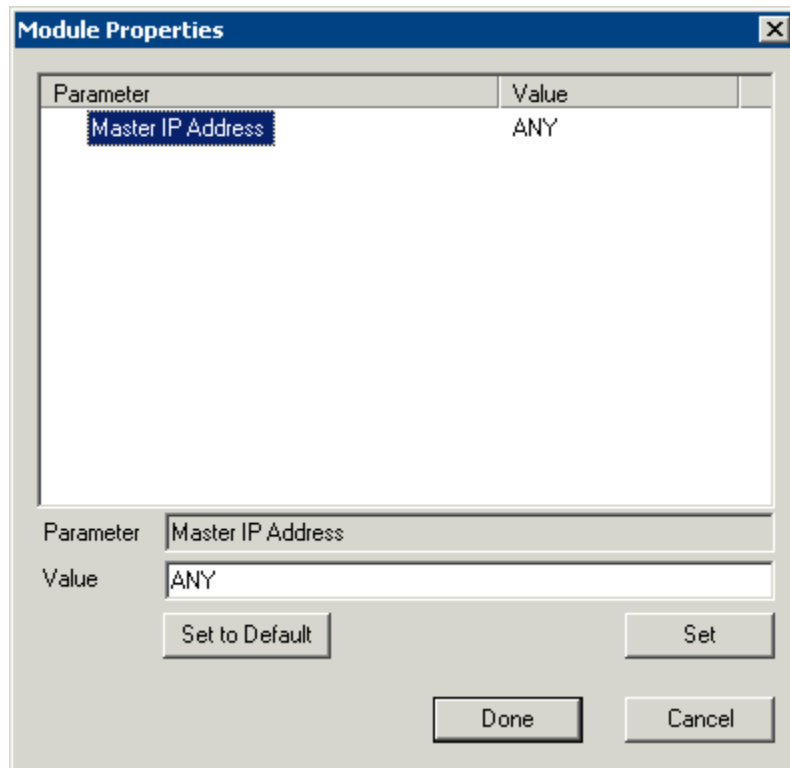 Module Properties
Parameter Value
Master IP Address ANY
Parameter Master IP Address
Value ANY
Set to Default Set
Done Cancel